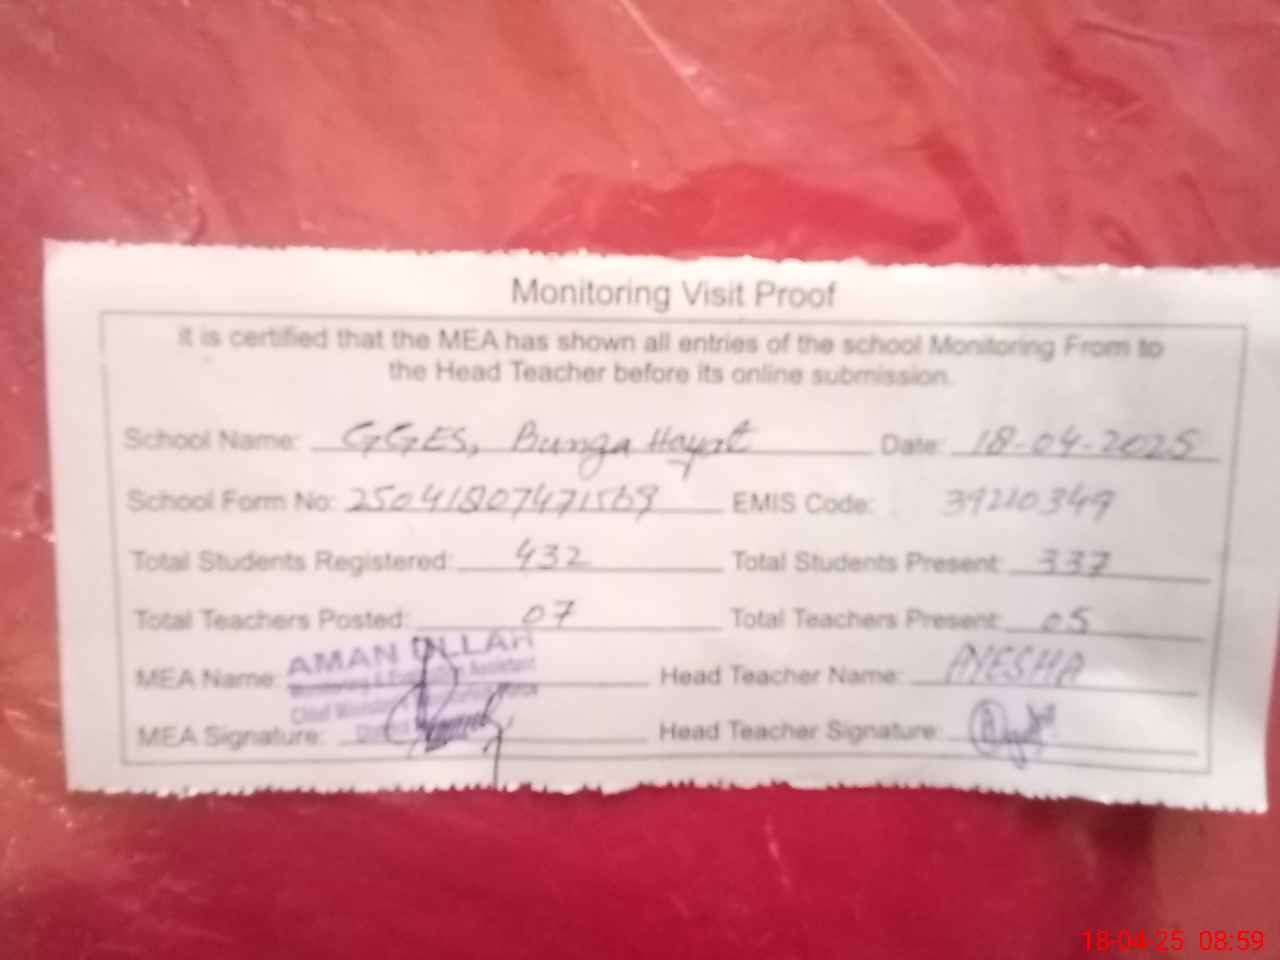 Monitoring Visit Proof
it is certified that the MEA has shown all entries of the school Monitoring From to
the Head Teacher before its online submission.
School Name: GGES, Bunga Hayat Date: 18-04-2025
School Form No: 25041807471569 EMIS Code: 39210349
Total Students Registered: 432 Total Students Present: 337
Total Teachers Posted: 07 Total Teachers Present: 05
AMAN ULLAH
MEA Name: Head Teacher Name: AYESHA
MEA Signature: Head Teacher Signature:
18-04-25 08:59